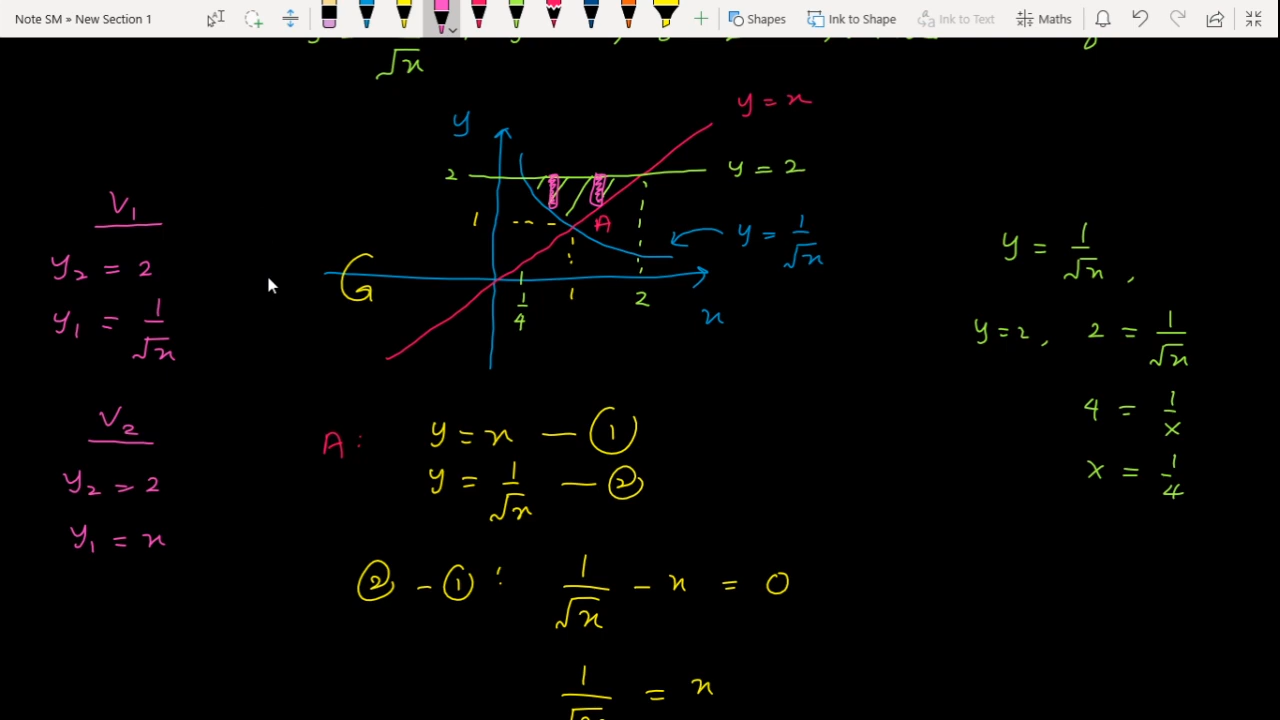 Note SM » New Section 1
Shapes Ink to Shape Ink to Text Maths
√x
y
y = x
2
y = 2
1
A
y = 1/√x
1/4 1 2
x
V₁
y₂ = 2
y₁ = 1/√x
V₂
y₂ = 2
y₁ = x
A: y = x — ①
y = 1/√x — ②
② - ①: 1/√x - x = 0
1/√x = x
y = 1/√x,
y=2, 2 = 1/√x
4 = 1/x
x = 1/4